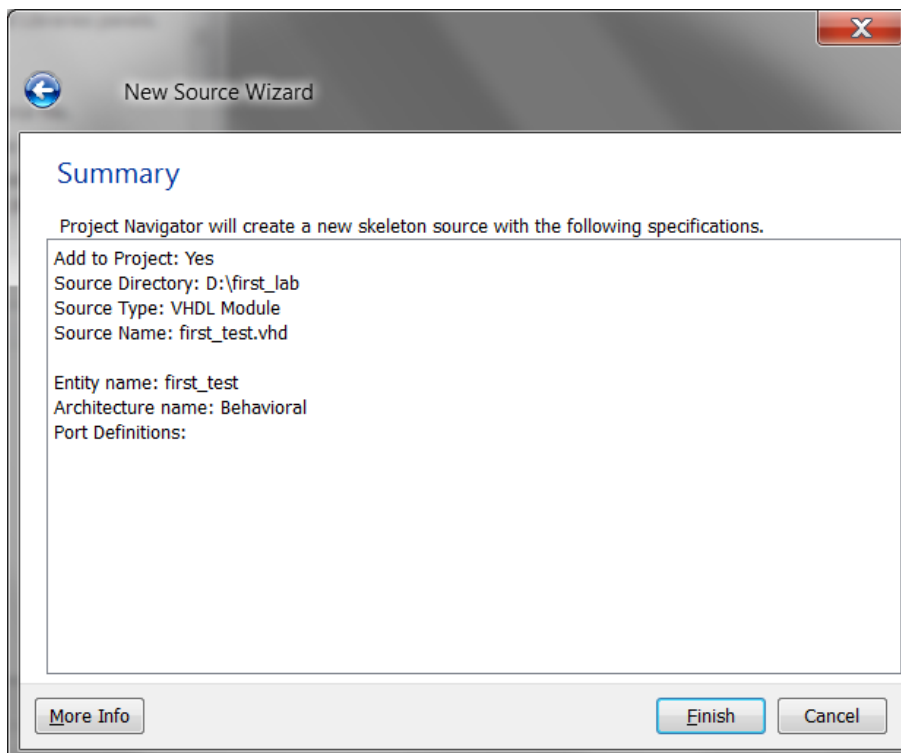 New Source Wizard
Summary
Project Navigator will create a new skeleton source with the following specifications.
Add to Project: Yes
Source Directory: D:\first_lab
Source Type: VHDL Module
Source Name: first_test.vhd
Entity name: first_test
Architecture name: Behavioral
Port Definitions:
More Info
Finish
Cancel